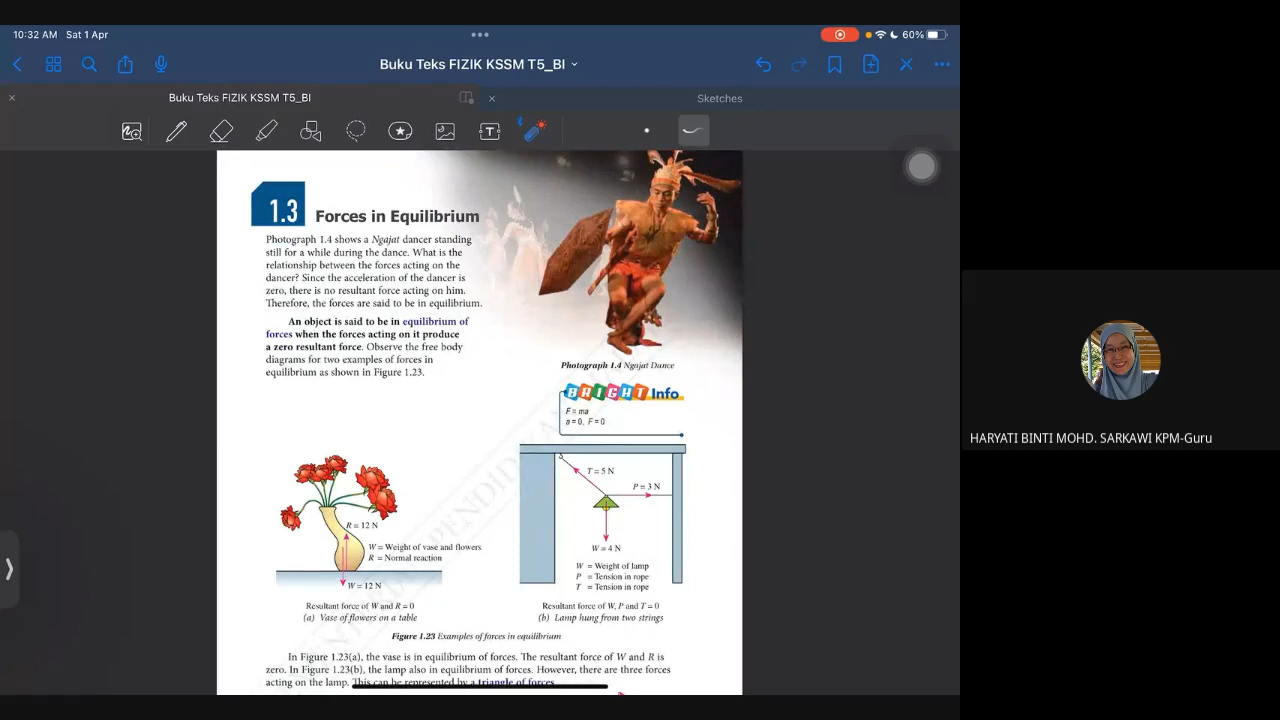 10:32 AM Sat 1 Apr
60%
Buku Teks FIZIK KSSM T5_BI
Buku Teks FIZIK KSSM T5_BI
Sketches
1.3 Forces in Equilibrium
Photograph 1.4 shows a Ngajat dancer standing
still for a while during the dance. What is the
relationship between the forces acting on the
dancer? Since the acceleration of the dancer is
zero, there is no resultant force acting on him.
Therefore, the forces are said to be in equilibrium.
An object is said to be in equilibrium of
forces when the forces acting on it produce
a zero resultant force. Observe the free body
diagrams for two examples of forces in
equilibrium as shown in Figure 1.23.
Photograph 1.4 Ngajat Dance
BRIGHT Info
F = ma
a = 0, F = 0
R = 12 N
W = Weight of vase and flowers
R = Normal reaction
W = 12 N
Resultant force of W and R = 0
(a) Vase of flowers on a table
T = 5 N
P = 3 N
W = 4 N
W = Weight of lamp
P = Tension in rope
T = Tension in rope
Resultant force of W, P and T = 0
(b) Lamp hung from two strings
Figure 1.23 Examples of forces in equilibrium
In Figure 1.23(a), the vase is in equilibrium of forces. The resultant force of W and R is
zero. In Figure 1.23(b), the lamp also in equilibrium of forces. However, there are three forces
acting on the lamp. This can be represented by a triangle of forces.
HARYATI BINTI MOHD. SARKAWI KPM-Guru